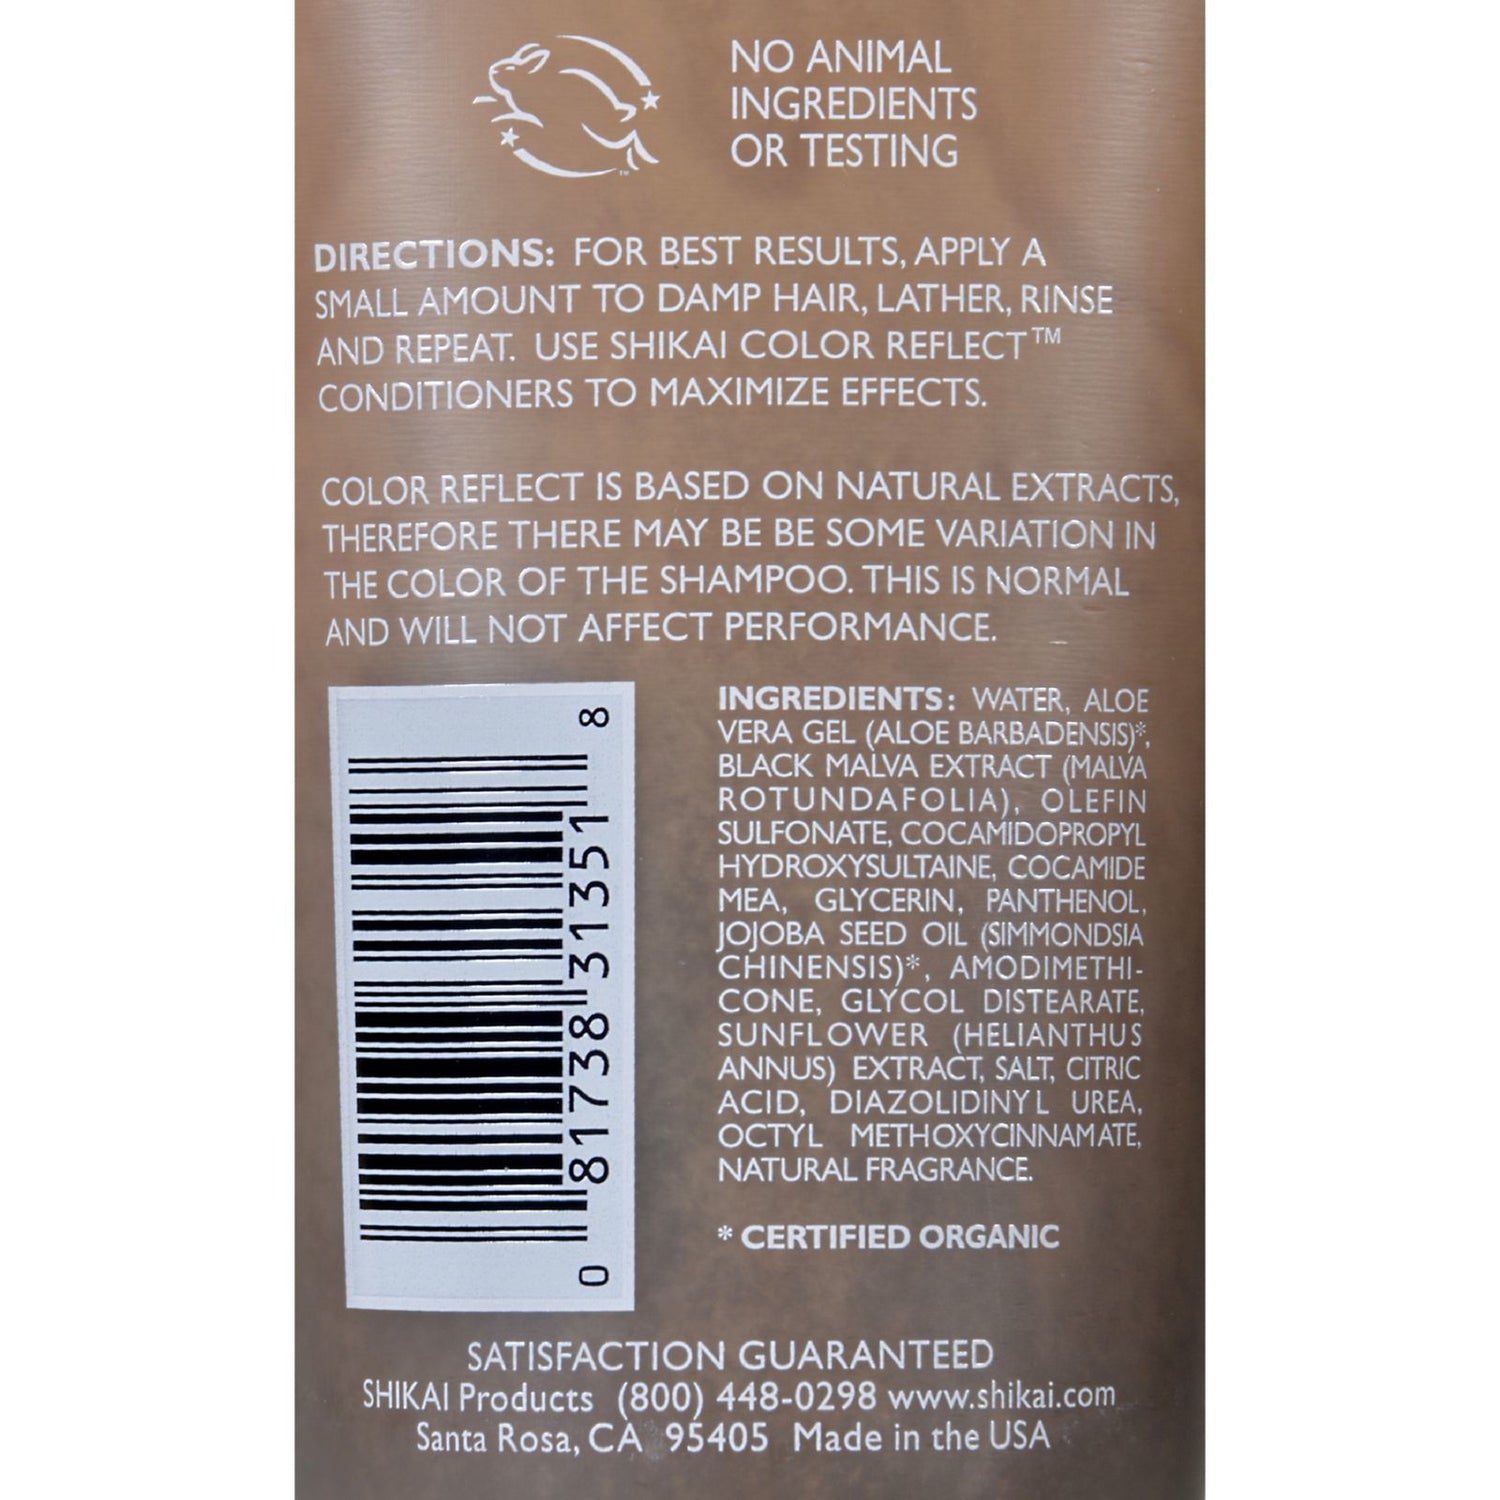 NO ANIMAL
INGREDIENTS
OR TESTING
DIRECTIONS: FOR BEST RESULTS, APPLY A
SMALL AMOUNT TO DAMP HAIR, LATHER, RINSE
AND REPEAT. USE SHIKAI COLOR REFLECT™
CONDITIONERS TO MAXIMIZE EFFECTS.
COLOR REFLECT IS BASED ON NATURAL EXTRACTS,
THEREFORE THERE MAY BE BE SOME VARIATION IN
THE COLOR OF THE SHAMPOO. THIS IS NORMAL
AND WILL NOT AFFECT PERFORMANCE.
0 81738 31351 8
INGREDIENTS: WATER, ALOE
VERA GEL (ALOE BARBADENSIS)*,
BLACK MALVA EXTRACT (MALVA
ROTUNDAFOLIA), OLEFIN
SULFONATE, COCAMIDOPROPYL
HYDROXYSULTAINE, COCAMIDE
MEA, GLYCERIN, PANTHENOL,
JOJOBA SEED OIL (SIMMONDSIA
CHINENSIS)*, AMODIMETHI-
CONE, GLYCOL DISTEARATE,
SUNFLOWER (HELIANTHUS
ANNUS) EXTRACT, SALT, CITRIC
ACID, DIAZOLIDINYL UREA,
OCTYL METHOXYCINNAMATE,
NATURAL FRAGRANCE.
* CERTIFIED ORGANIC
SATISFACTION GUARANTEED
SHIKAI Products (800) 448-0298 www.shikai.com
Santa Rosa, CA 95405 Made in the USA